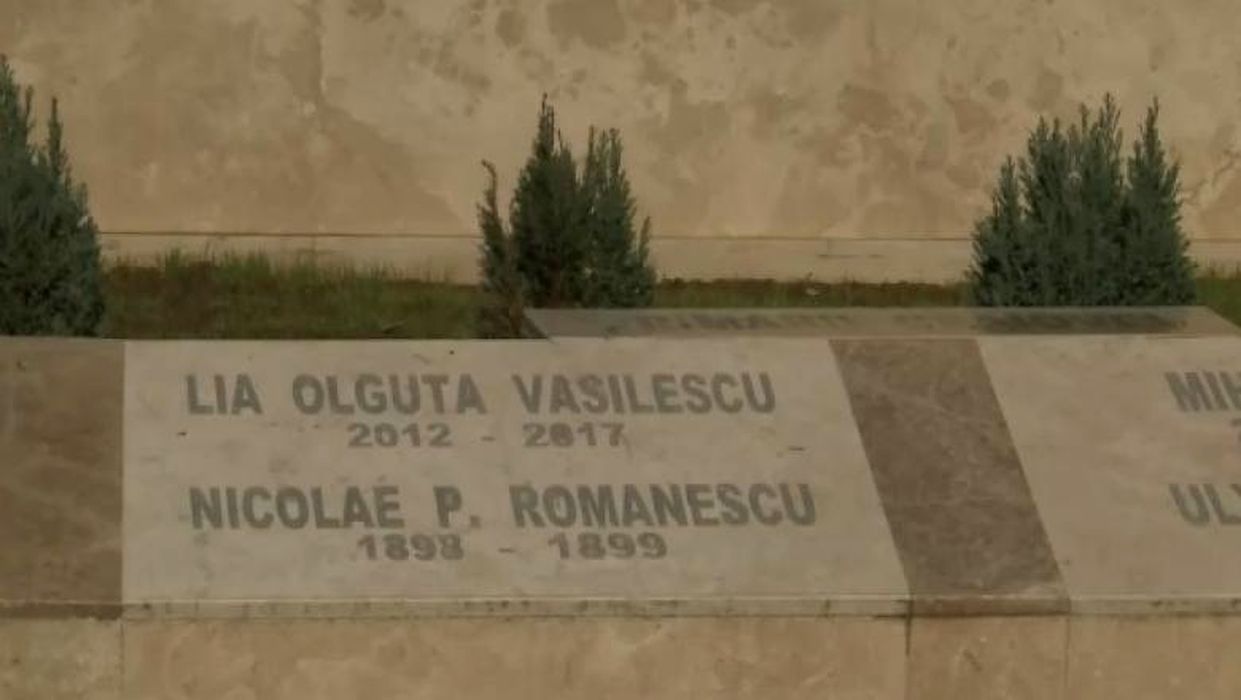 LIA OLGUTA VASILESCU
2012 - 2017
NICOLAE P. ROMANESCU
1898 - 1899